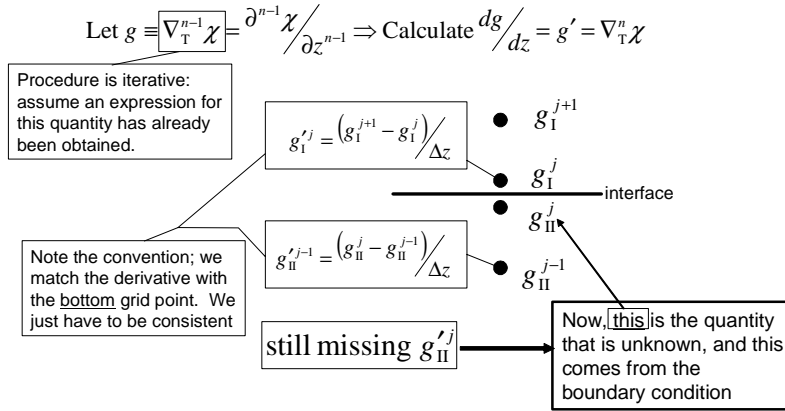 Let g ≡ ∇_T^{n-1} χ = ∂^{n-1}χ / ∂z^{n-1} ⇒ Calculate dg/dz = g′ = ∇_T^n χ
Procedure is iterative:
assume an expression for
this quantity has already
been obtained.
g′_I^j = (g_I^{j+1} − g_I^j) / Δz
g_I^{j+1}
g_I^j
interface
g_II^j
g′_II^{j-1} = (g_II^j − g_II^{j-1}) / Δz
g_II^{j-1}
Note the convention; we
match the derivative with
the bottom grid point. We
just have to be consistent
still missing g′_II^j
Now, this is the quantity
that is unknown, and this
comes from the
boundary condition